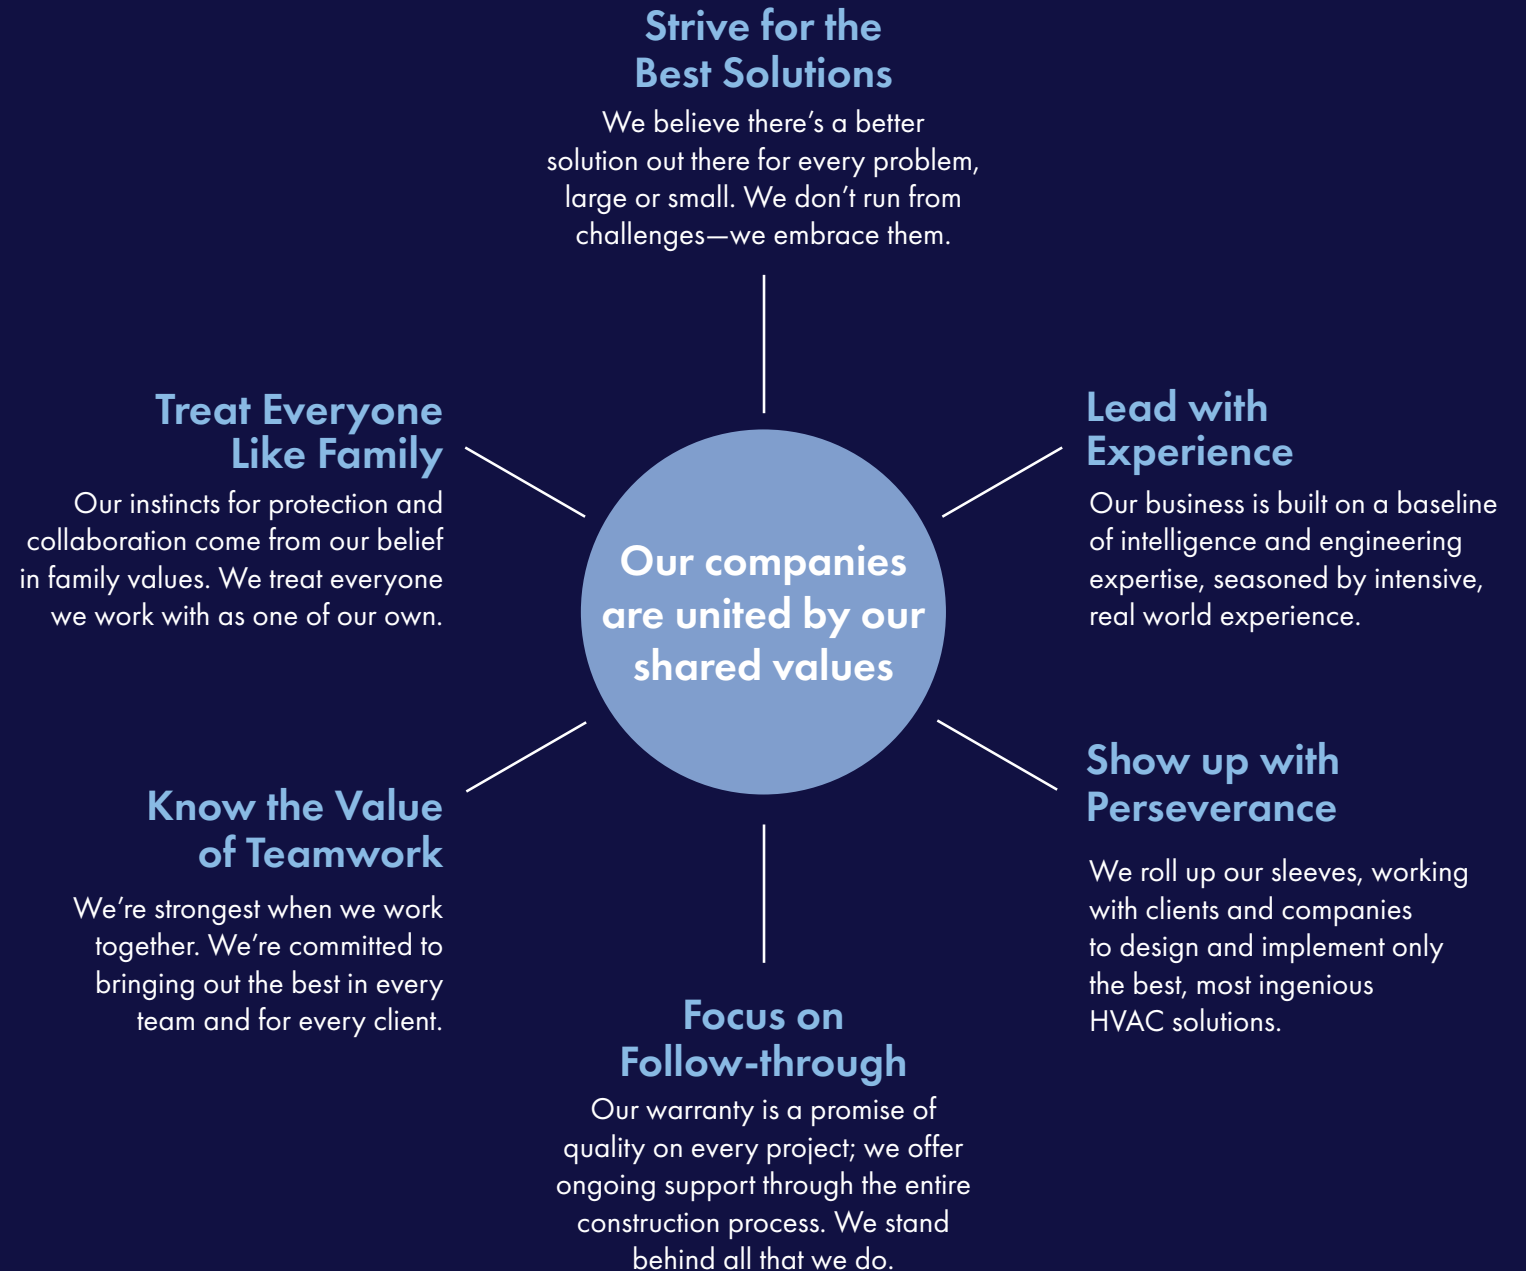 Strive for the
Best Solutions
We believe there’s a better
solution out there for every problem,
large or small. We don’t run from
challenges—we embrace them.
Treat Everyone
Like Family
Our instincts for protection and
collaboration come from our belief
in family values. We treat everyone
we work with as one of our own.
Lead with
Experience
Our business is built on a baseline
of intelligence and engineering
expertise, seasoned by intensive,
real world experience.
Our companies
are united by our
shared values
Know the Value
of Teamwork
We’re strongest when we work
together. We’re committed to
bringing out the best in every
team and for every client.
Show up with
Perseverance
We roll up our sleeves, working
with clients and companies
to design and implement only
the best, most ingenious
HVAC solutions.
Focus on
Follow-through
Our warranty is a promise of
quality on every project; we offer
ongoing support through the entire
construction process. We stand
behind all that we do.